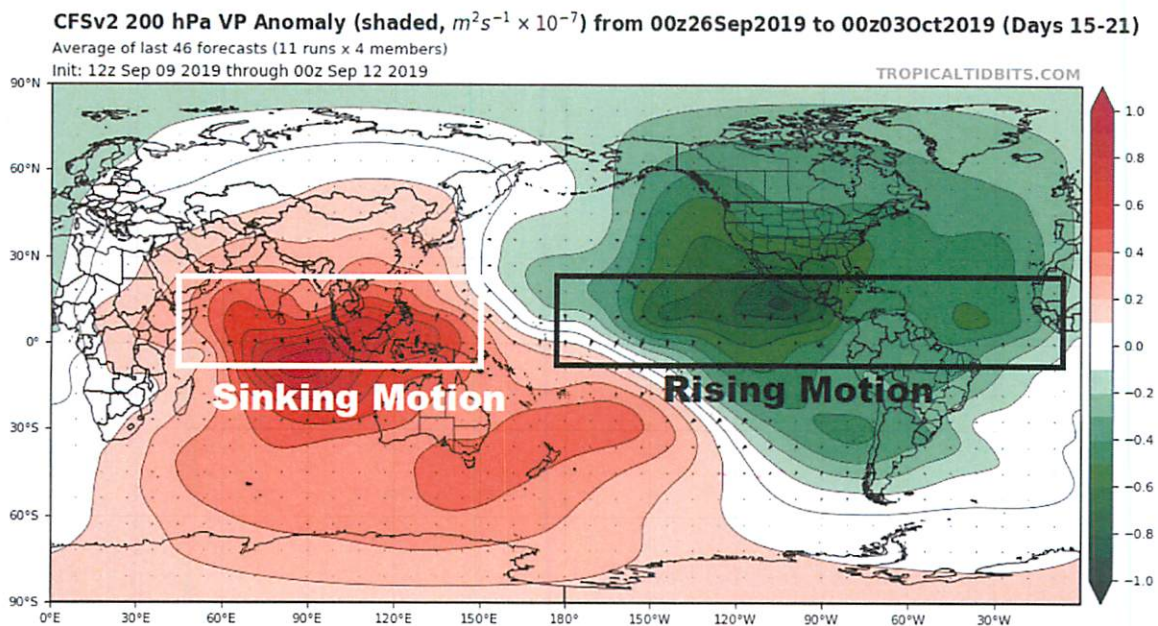 CFSv2 200 hPa VP Anomaly (shaded, m²s⁻¹ × 10⁻⁷) from 00z26Sep2019 to 00z03Oct2019 (Days 15-21)
Average of last 46 forecasts (11 runs x 4 members)
Init: 12z Sep 09 2019 through 00z Sep 12 2019
TROPICALTIDBITS.COM
90°N
60°N
30°N
0°
30°S
60°S
90°S
Sinking Motion
Rising Motion
1.0
0.8
0.6
0.4
0.2
0.0
−0.2
−0.4
−0.6
−0.8
−1.0
0°E 30°E 60°E 90°E 120°E 150°E 180° 150°W 120°W 90°W 60°W 30°W